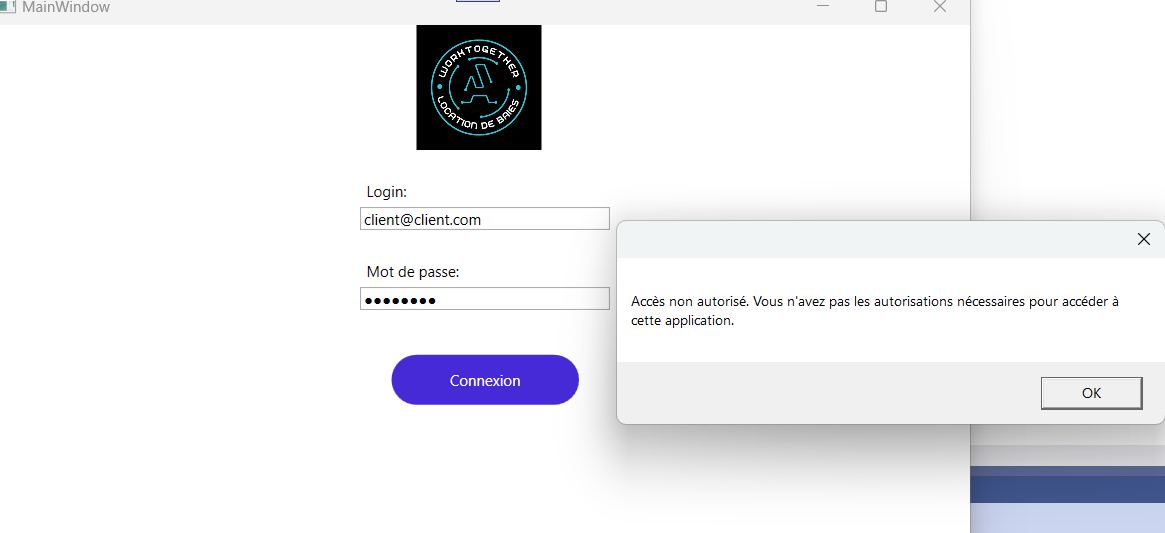 MainWindow
WORKTOGETHER
LOCATION DE BAIES
Login:
client@client.com
Mot de passe:
Accès non autorisé. Vous n'avez pas les autorisations nécessaires pour accéder à
cette application.
Connexion
OK